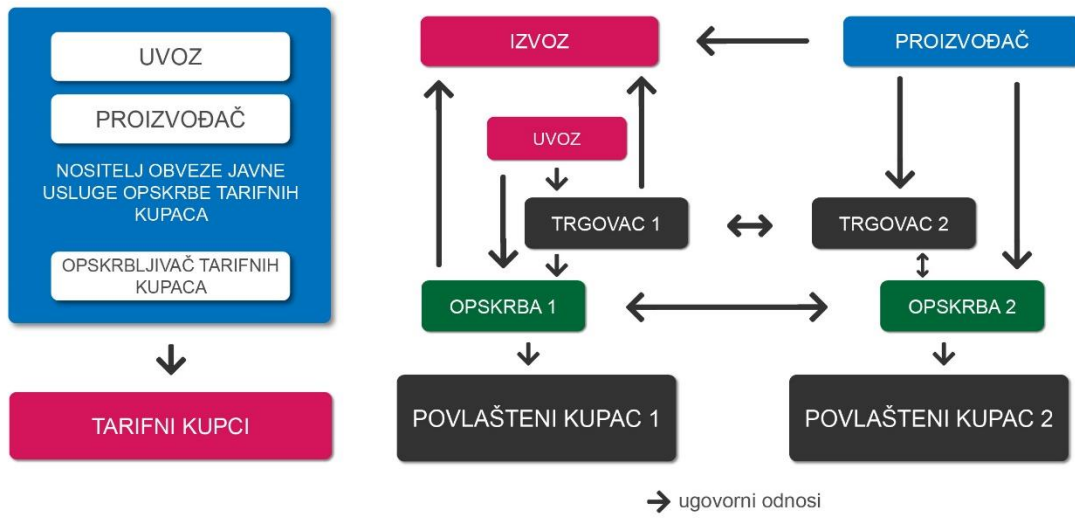 UVOZ
PROIZVOĐAČ
NOSITELJ OBVEZE JAVNE
USLUGE OPSKRBE TARIFNIH
KUPACA
OPSKRBLJIVAČ TARIFNIH
KUPACA
TARIFNI KUPCI
IZVOZ
PROIZVOĐAČ
UVOZ
TRGOVAC 1
TRGOVAC 2
OPSKRBA 1
OPSKRBA 2
POVLAŠTENI KUPAC 1
POVLAŠTENI KUPAC 2
ugovorni odnosi